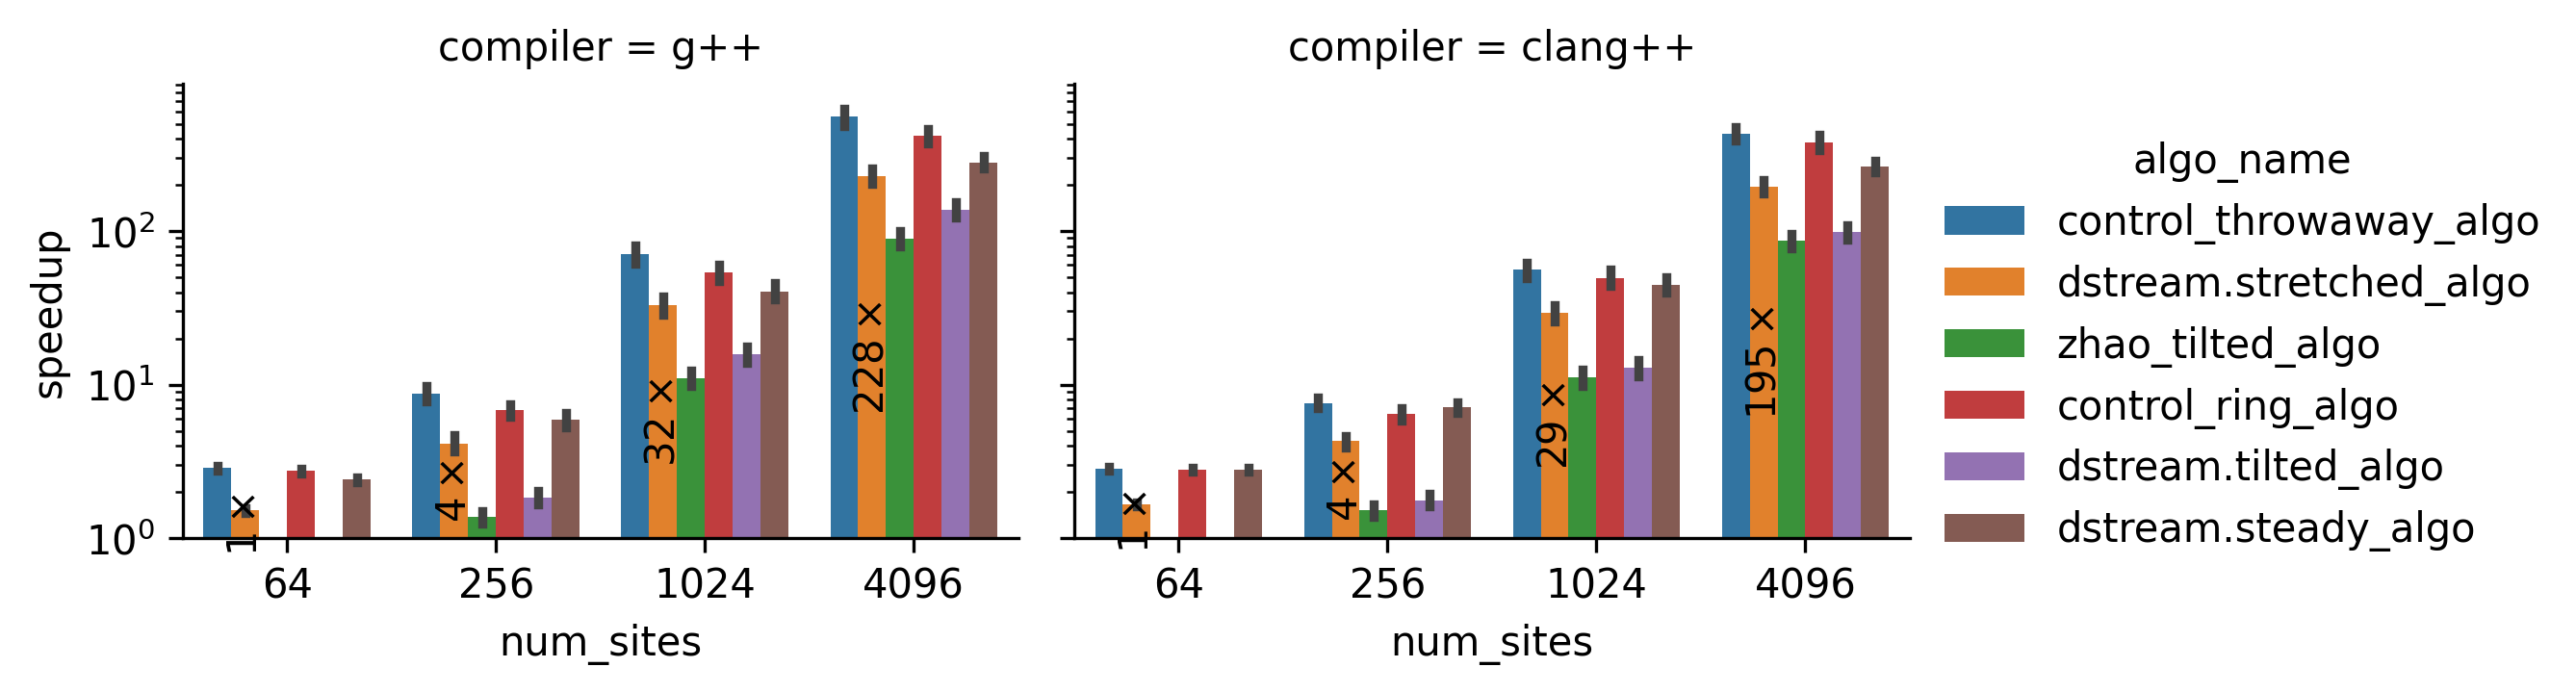 compiler = g++
compiler = clang++
speedup
10²
10¹
10⁰
1 ×
4 ×
32 ×
228 ×
64
256
1024
4096
num_sites
1 ×
4 ×
29 ×
195 ×
64
256
1024
4096
num_sites
algo_name
control_throwaway_algo
dstream.stretched_algo
zhao_tilted_algo
control_ring_algo
dstream.tilted_algo
dstream.steady_algo